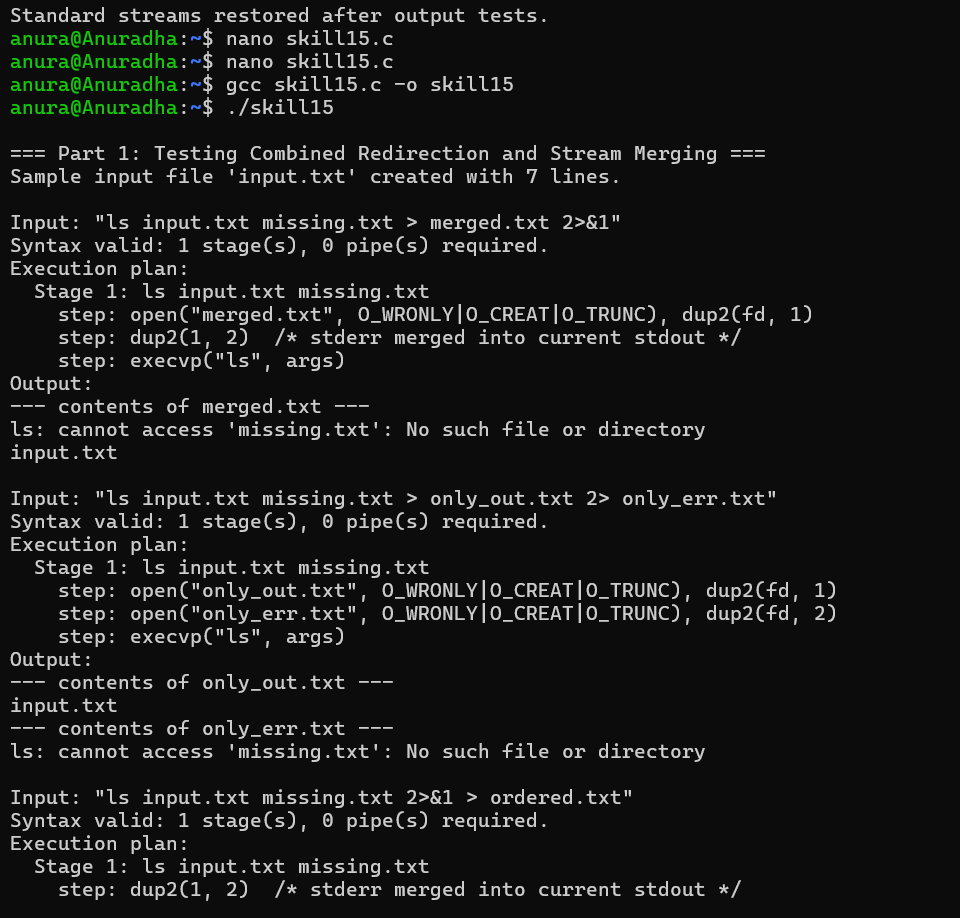 Standard streams restored after output tests.
anura@Anuradha:~$ nano skill15.c
anura@Anuradha:~$ nano skill15.c
anura@Anuradha:~$ gcc skill15.c -o skill15
anura@Anuradha:~$ ./skill15

=== Part 1: Testing Combined Redirection and Stream Merging ===
Sample input file 'input.txt' created with 7 lines.

Input: "ls input.txt missing.txt > merged.txt 2>&1"
Syntax valid: 1 stage(s), 0 pipe(s) required.
Execution plan:
  Stage 1: ls input.txt missing.txt
    step: open("merged.txt", O_WRONLY|O_CREAT|O_TRUNC), dup2(fd, 1)
    step: dup2(1, 2)  /* stderr merged into current stdout */
    step: execvp("ls", args)
Output:
--- contents of merged.txt ---
ls: cannot access 'missing.txt': No such file or directory
input.txt

Input: "ls input.txt missing.txt > only_out.txt 2> only_err.txt"
Syntax valid: 1 stage(s), 0 pipe(s) required.
Execution plan:
  Stage 1: ls input.txt missing.txt
    step: open("only_out.txt", O_WRONLY|O_CREAT|O_TRUNC), dup2(fd, 1)
    step: open("only_err.txt", O_WRONLY|O_CREAT|O_TRUNC), dup2(fd, 2)
    step: execvp("ls", args)
Output:
--- contents of only_out.txt ---
input.txt
--- contents of only_err.txt ---
ls: cannot access 'missing.txt': No such file or directory

Input: "ls input.txt missing.txt 2>&1 > ordered.txt"
Syntax valid: 1 stage(s), 0 pipe(s) required.
Execution plan:
  Stage 1: ls input.txt missing.txt
    step: dup2(1, 2)  /* stderr merged into current stdout */